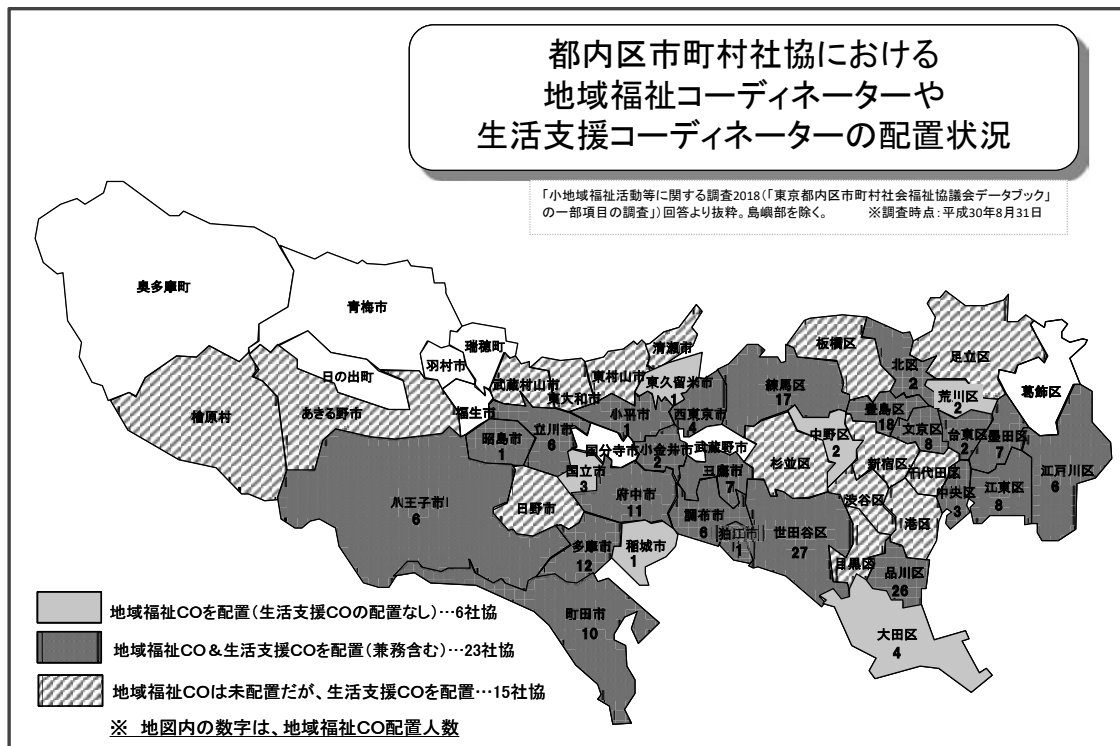 都内区市町村社協における
地域福祉コーディネーターや
生活支援コーディネーターの配置状況
「小地域福祉活動等に関する調査2018(「東京都内区市町村社会福祉協議会データブック」
の一部項目の調査」)回答より抜粋。島嶼部を除く。 ※調査時点:平成30年8月31日
奥多摩町
青梅市
瑞穂町
羽村市
日の出町
福生市
檜原村
あきる野市
武蔵村山市
東大和市
東村山市
清瀬市
東久留米市
1
昭島市
1
立川市
6
小平市
1
西東京市
4
国分寺市
小金井市
2
武蔵野市
三鷹市
7
国立市
3
八王子市
6
日野市
府中市
11
調布市
6
狛江市
1
多摩市
12
稲城市
1
町田市
10
練馬区
17
板橋区
北区
2
足立区
葛飾区
荒川区
2
豊島区
18
文京区
8
台東区
2
墨田区
7
中野区
2
杉並区
新宿区
千代田区
渋谷区
中央区
3
江東区
8
江戸川区
6
港区
世田谷区
27
目黒区
品川区
26
大田区
4
地域福祉COを配置(生活支援COの配置なし)…6社協
地域福祉CO&生活支援COを配置(兼務含む)…23社協
地域福祉COは未配置だが、生活支援COを配置…15社協
※ 地図内の数字は、地域福祉CO配置人数